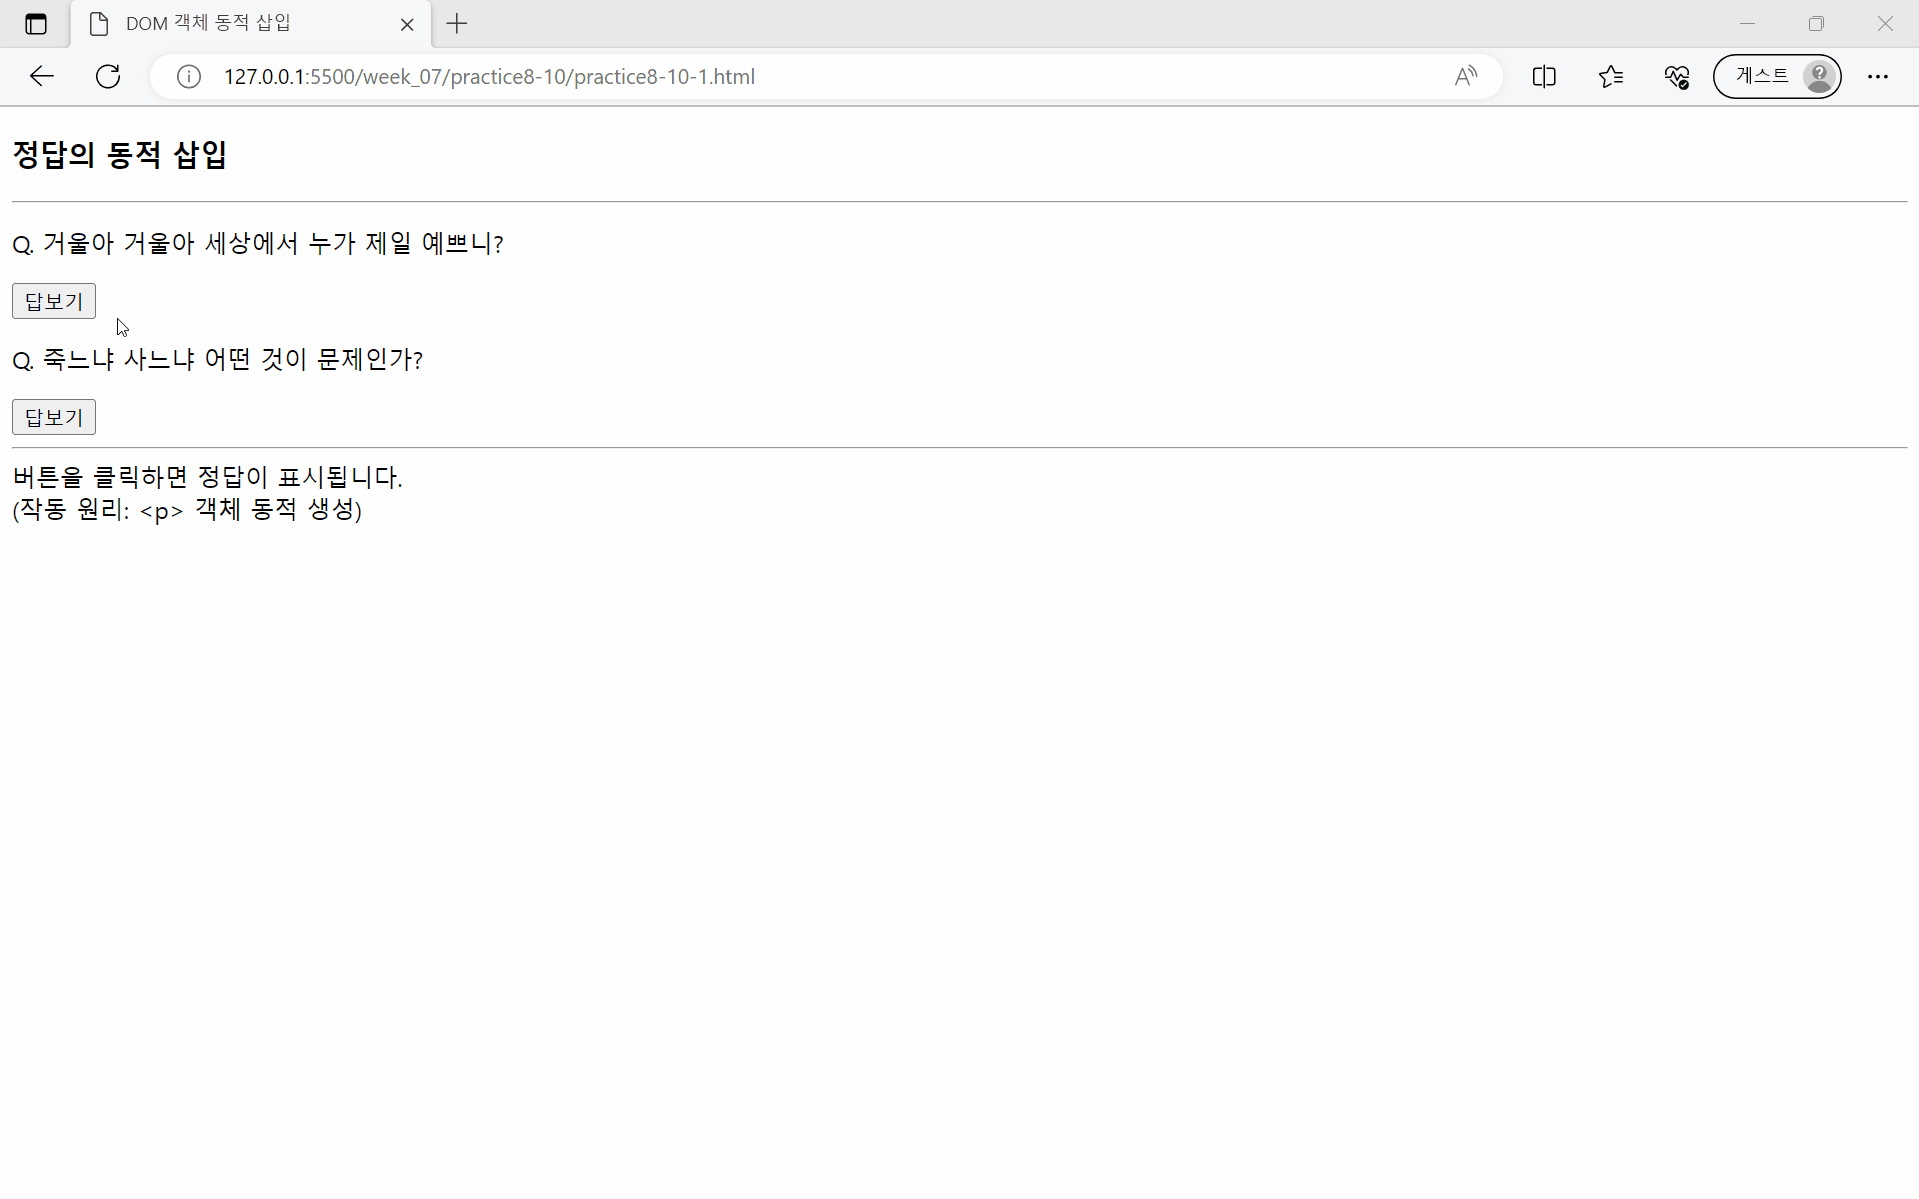 DOM 객체 동적 삽입
127.0.0.1:5500/week_07/practice8-10/practice8-10-1.html
게스트
정답의 동적 삽입
Q. 거울아 거울아 세상에서 누가 제일 예쁘니?
답보기
Q. 죽느냐 사느냐 어떤 것이 문제인가?
답보기
버튼을 클릭하면 정답이 표시됩니다.
(작동 원리: <p> 객체 동적 생성)